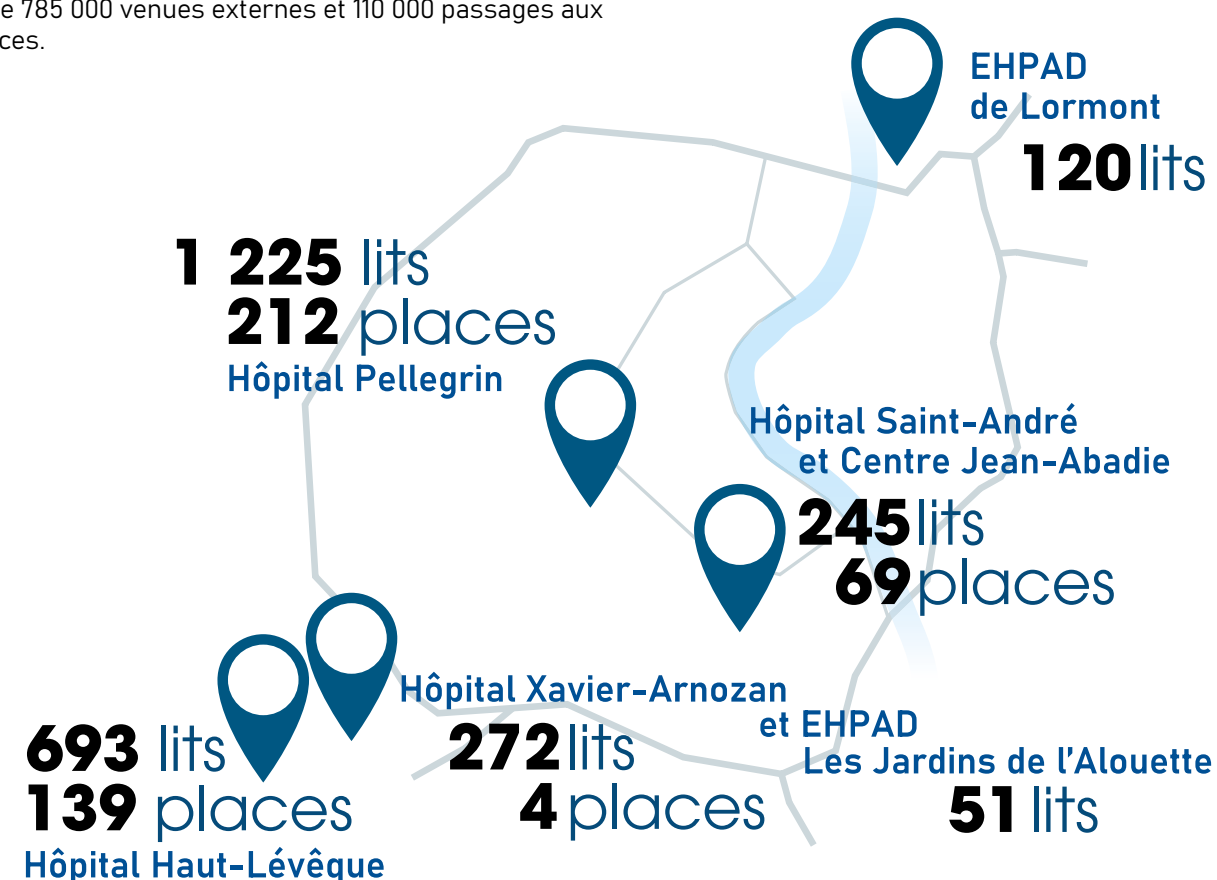 785 000 venues externes et 110 000 passages aux
EHPAD
de Lormont
120 lits
1 225 lits
212 places
Hôpital Pellegrin
Hôpital Saint-André
et Centre Jean-Abadie
245 lits
69 places
Hôpital Xavier-Arnozan
et EHPAD
Les Jardins de l'Alouette
272 lits
4 places
51 lits
693 lits
139 places
Hôpital Haut-Lévêque